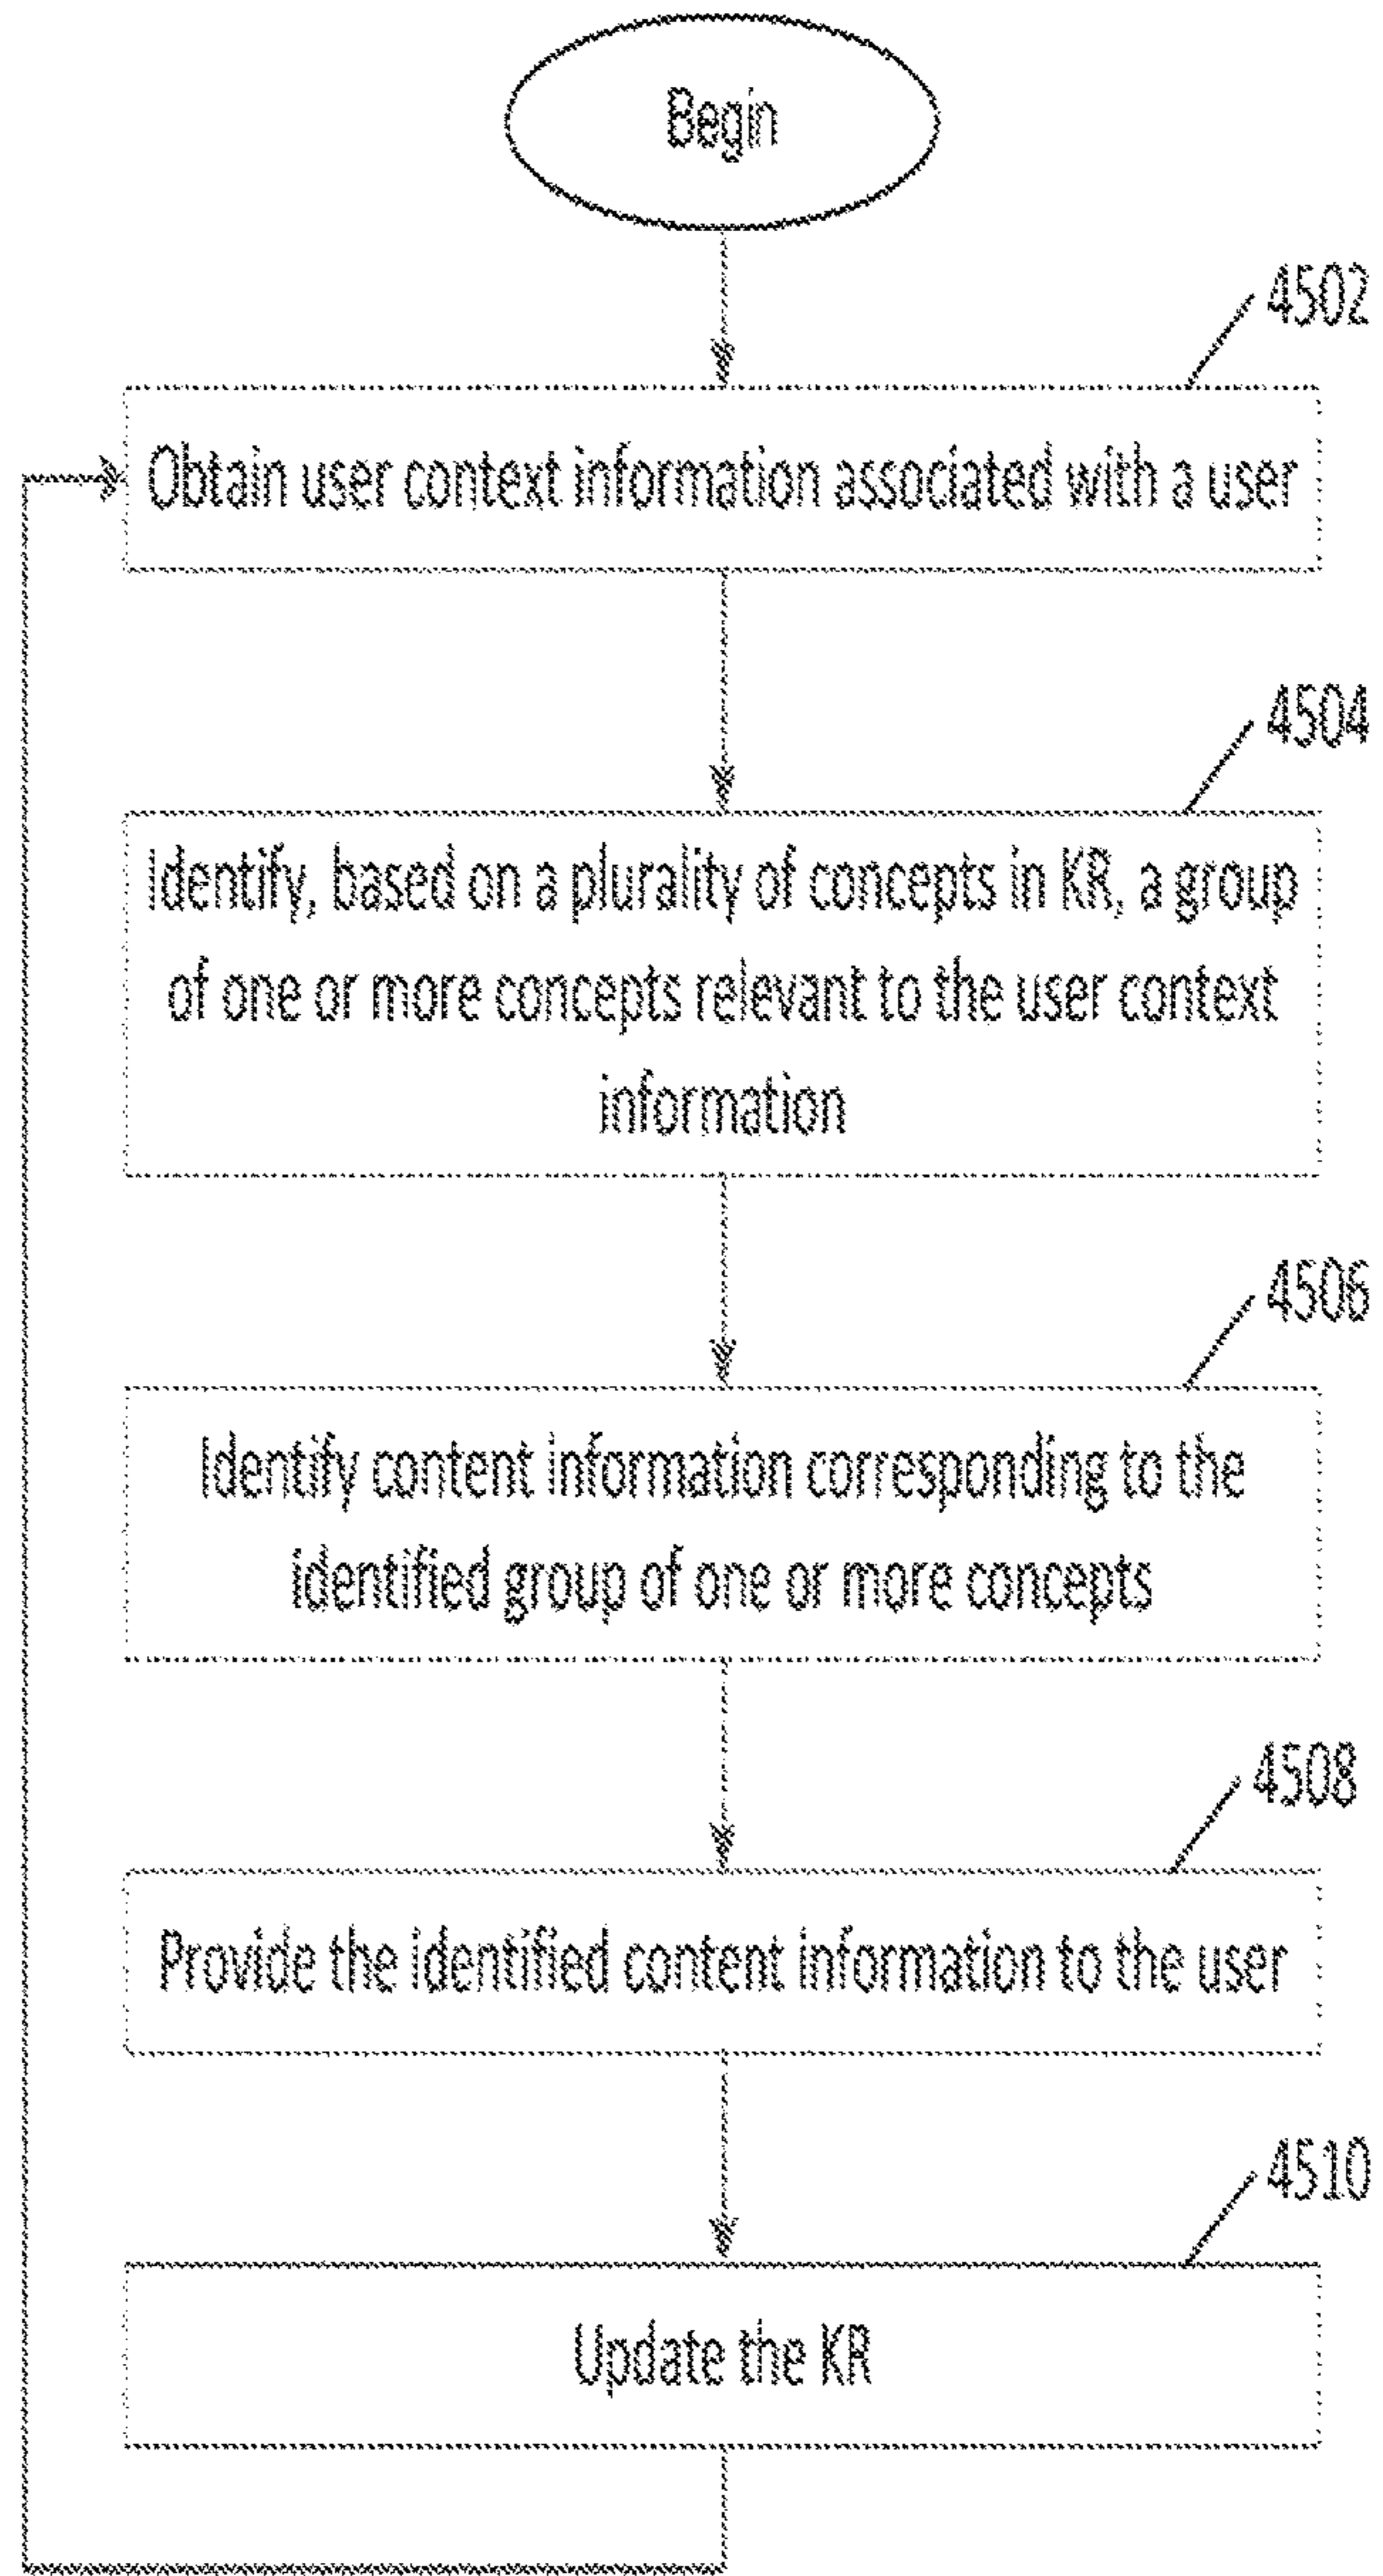 Begin
4502
Obtain user context information associated with a user
4504
Identify, based on a plurality of concepts in KR, a group
of one or more concepts relevant to the user context
information
4506
Identify content information corresponding to the
identified group of one or more concepts
4508
Provide the identified content information to the user
4510
Update the KR